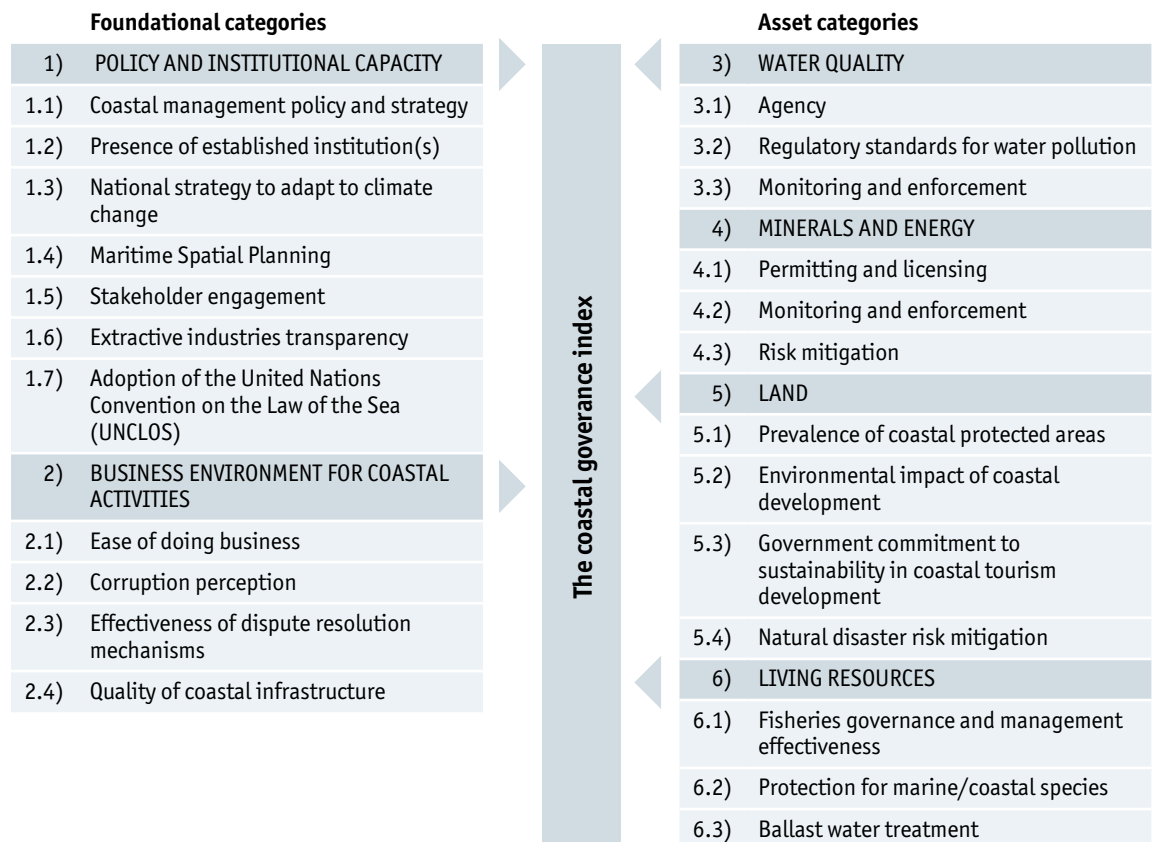 Foundational categories
1) POLICY AND INSTITUTIONAL CAPACITY
1.1) Coastal management policy and strategy
1.2) Presence of established institution(s)
1.3) National strategy to adapt to climate
change
1.4) Maritime Spatial Planning
1.5) Stakeholder engagement
1.6) Extractive industries transparency
1.7) Adoption of the United Nations
Convention on the Law of the Sea
(UNCLOS)
2) BUSINESS ENVIRONMENT FOR COASTAL
ACTIVITIES
2.1) Ease of doing business
2.2) Corruption perception
2.3) Effectiveness of dispute resolution
mechanisms
2.4) Quality of coastal infrastructure
The coastal goverance index
Asset categories
3) WATER QUALITY
3.1) Agency
3.2) Regulatory standards for water pollution
3.3) Monitoring and enforcement
4) MINERALS AND ENERGY
4.1) Permitting and licensing
4.2) Monitoring and enforcement
4.3) Risk mitigation
5) LAND
5.1) Prevalence of coastal protected areas
5.2) Environmental impact of coastal
development
5.3) Government commitment to
sustainability in coastal tourism
development
5.4) Natural disaster risk mitigation
6) LIVING RESOURCES
6.1) Fisheries governance and management
effectiveness
6.2) Protection for marine/coastal species
6.3) Ballast water treatment